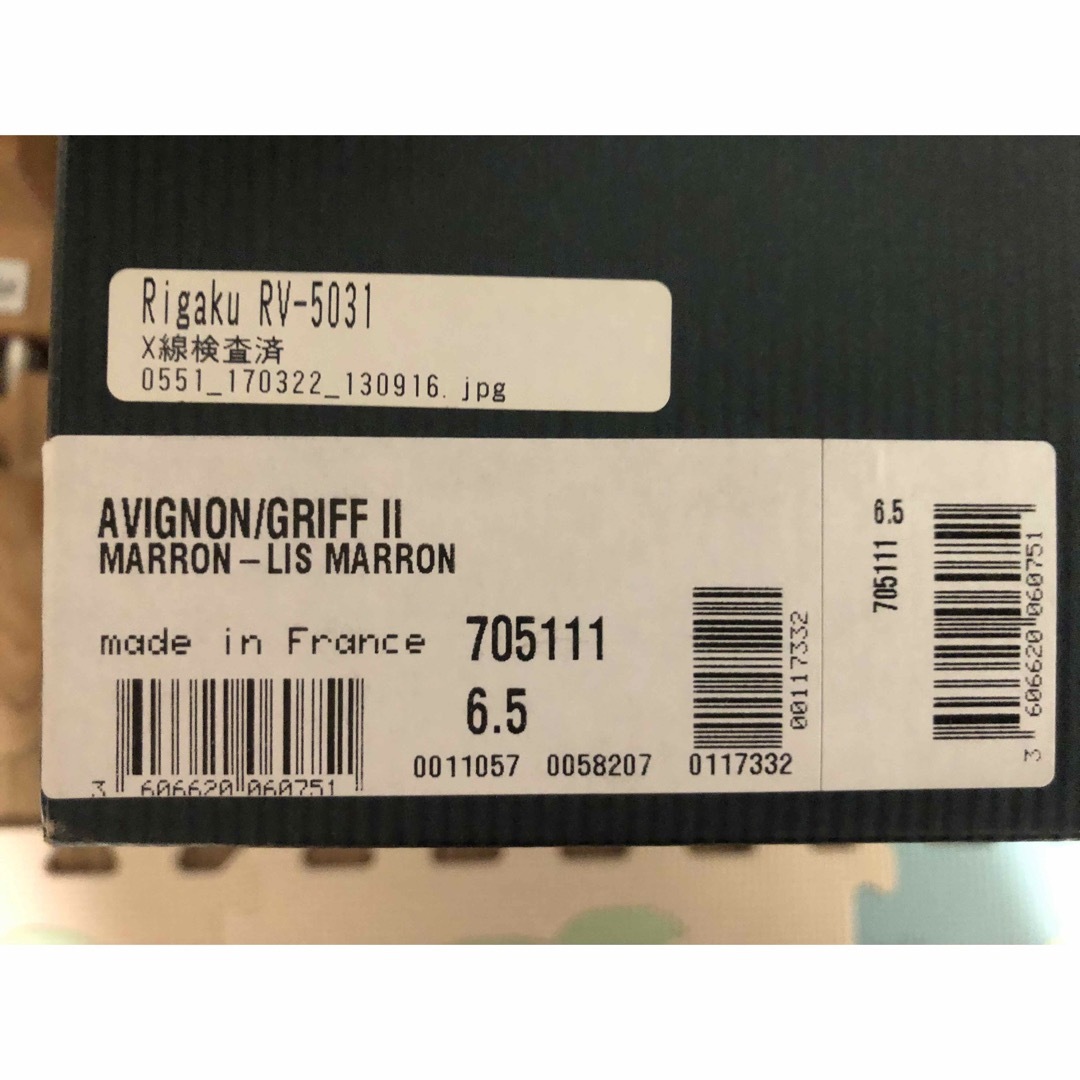 Rigaku RV-5031
X線検査済
0551_170322_130916.jpg
AVIGNON/GRIFF II
MARRON-LIS MARRON
made in France 705111
6.5
3 606620 060751
0011057 0058207 0117332
00117332
6.5
705111
3 606620 060751